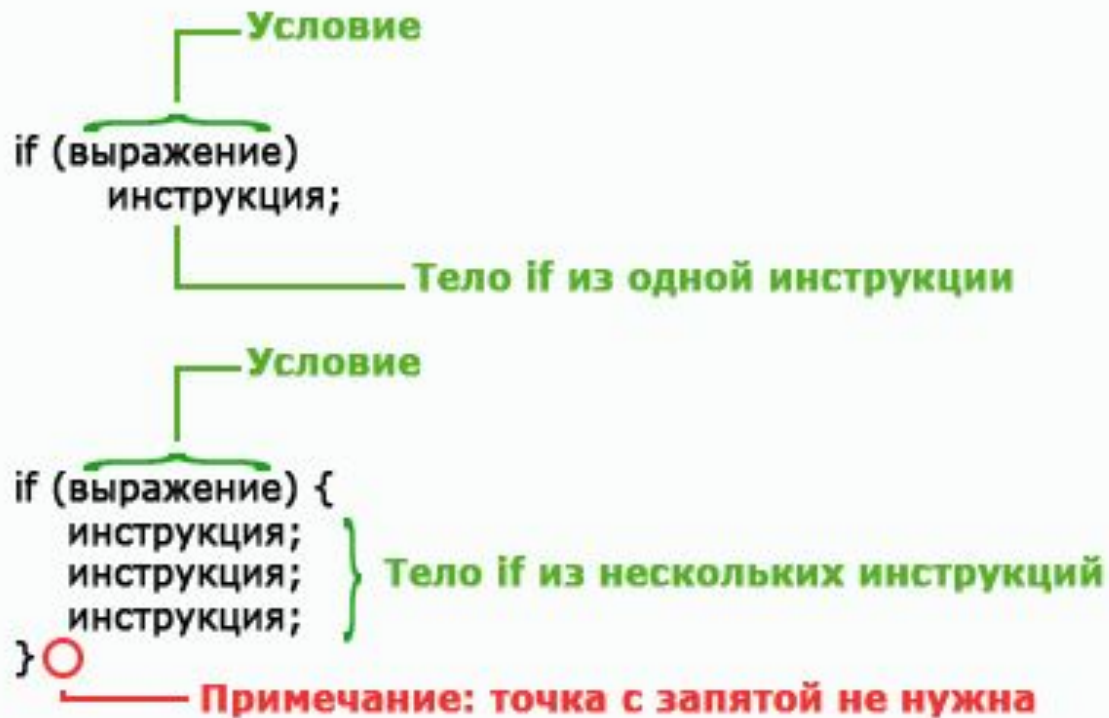 Условие
if (выражение)
инструкция;
Тело if из одной инструкции
Условие
if (выражение) {
инструкция;
инструкция;
Тело if из нескольких инструкций
инструкция;
}
Примечание: точка с запятой не нужна